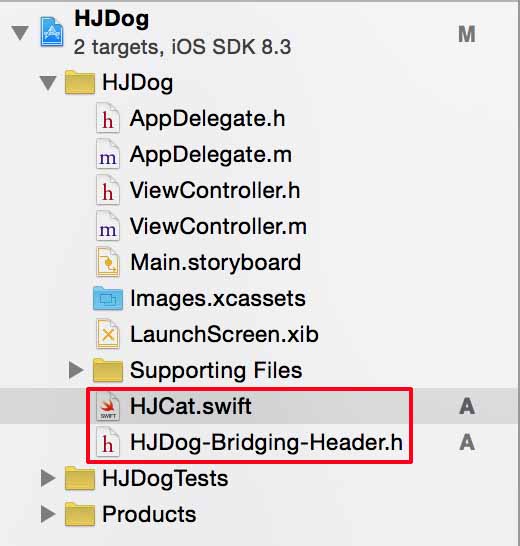 HJDog
M
2 targets, iOS SDK 8.3
HJDog
h AppDelegate.h
m AppDelegate.m
h ViewController.h
m ViewController.m
Main.storyboard
Images.xcassets
LaunchScreen.xib
Supporting Files
SWIFT HJCat.swift A
h HJDog-Bridging-Header.h A
HJDogTests
Products